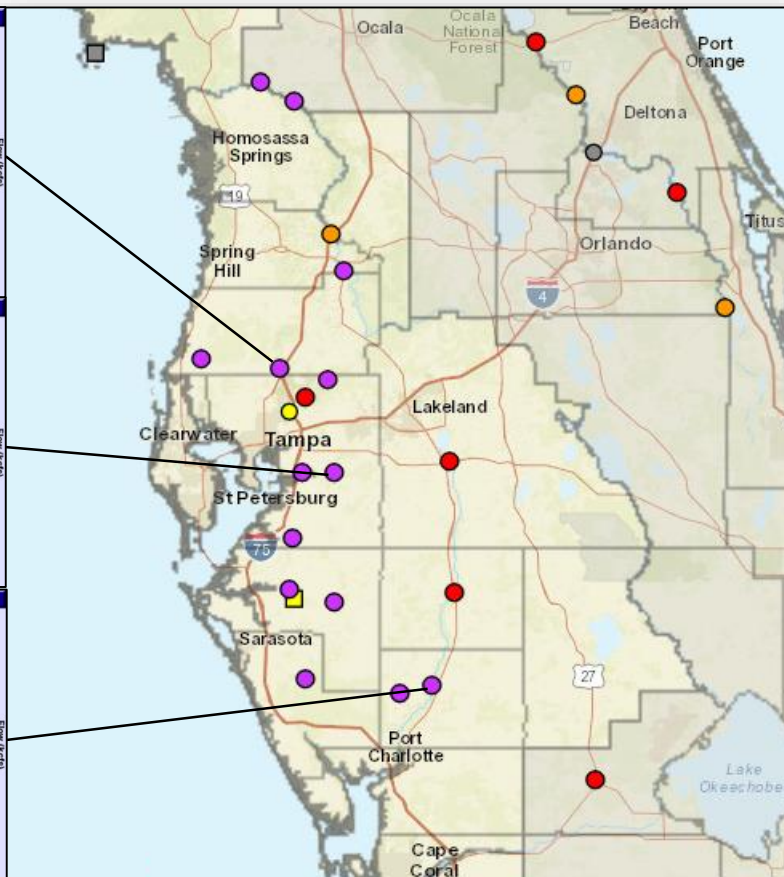 Ocala
Ocala
National
Forest
Beach
Port
Orange
Deltona
Homosassa
Springs
19
Titus
Orlando
Spring
Hill
4
Lakeland
Clearwater
Tampa
St Petersburg
75
Sarasota
27
Port
Charlotte
Lake
Okeechobe
Cape
Coral